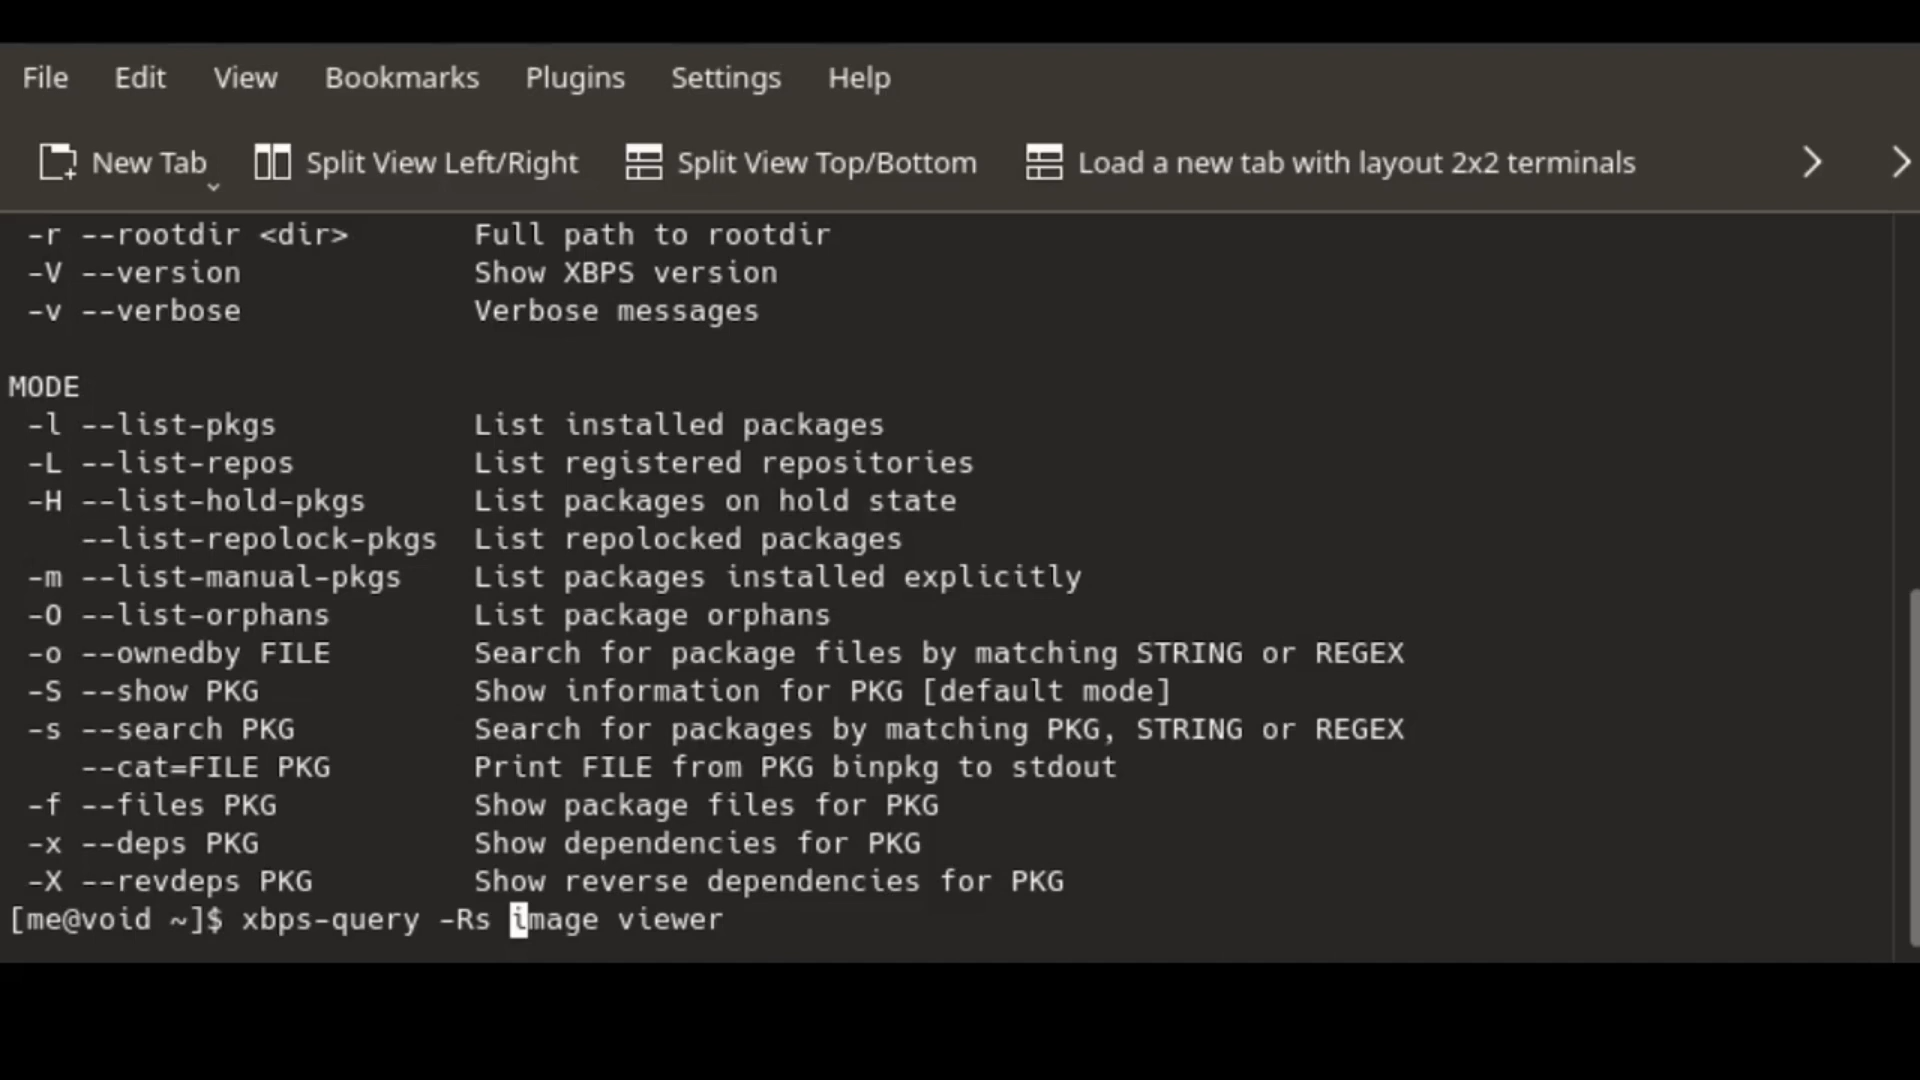 File Edit View Bookmarks Plugins Settings Help
New Tab Split View Left/Right Split View Top/Bottom Load a new tab with layout 2x2 terminals
-r --rootdir <dir> Full path to rootdir
-V --version Show XBPS version
-v --verbose Verbose messages
MODE
-l --list-pkgs List installed packages
-L --list-repos List registered repositories
-H --list-hold-pkgs List packages on hold state
--list-repolock-pkgs List repolocked packages
-m --list-manual-pkgs List packages installed explicitly
-O --list-orphans List package orphans
-o --ownedby FILE Search for package files by matching STRING or REGEX
-S --show PKG Show information for PKG [default mode]
-s --search PKG Search for packages by matching PKG, STRING or REGEX
--cat=FILE PKG Print FILE from PKG binpkg to stdout
-f --files PKG Show package files for PKG
-x --deps PKG Show dependencies for PKG
-X --revdeps PKG Show reverse dependencies for PKG
[me@void ~]$ xbps-query -Rs image viewer